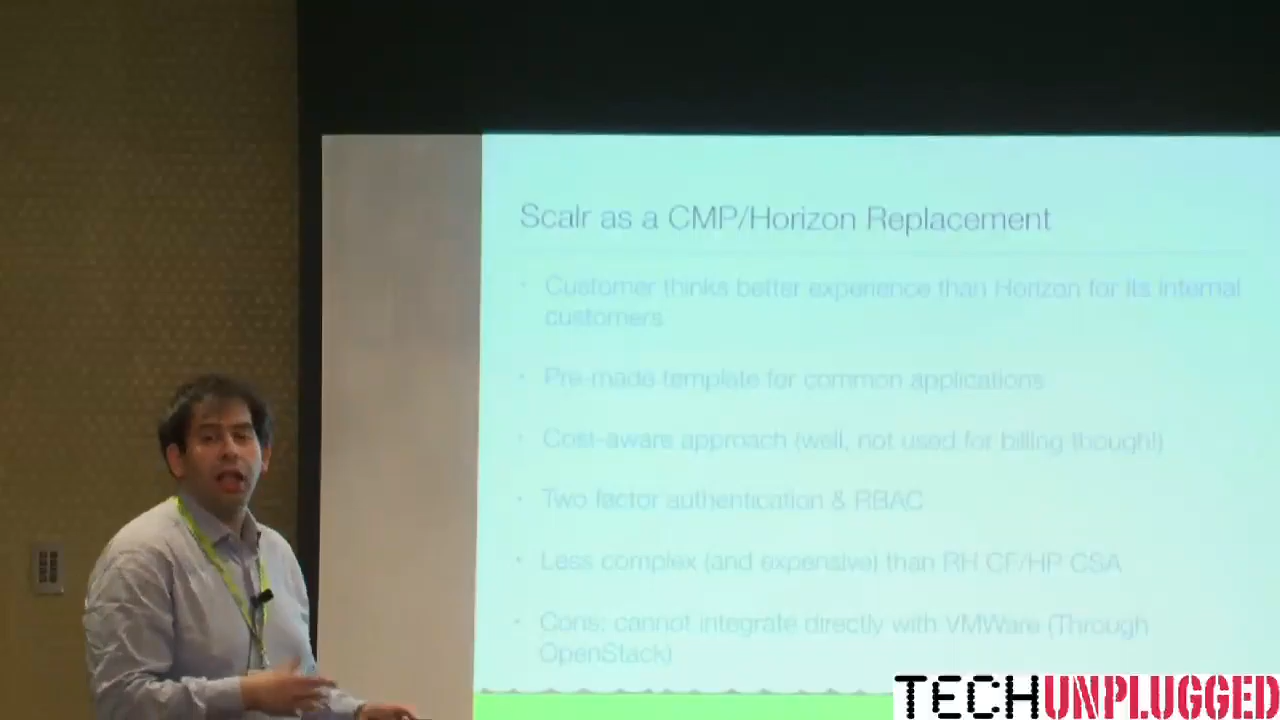 Scalr as a CMP/Horizon Replacement
• Customer thinks better experience than Horizon for its internal
customers
• Pre-made template for common applications
• Cost-aware approach (well, not used for billing though!)
• Two factor authentication & RBAC
• Less complex (and expensive) than RH CF/HP CSA
• Cons: cannot integrate directly with VMWare (Through
OpenStack)
TECHUNPLUGGED